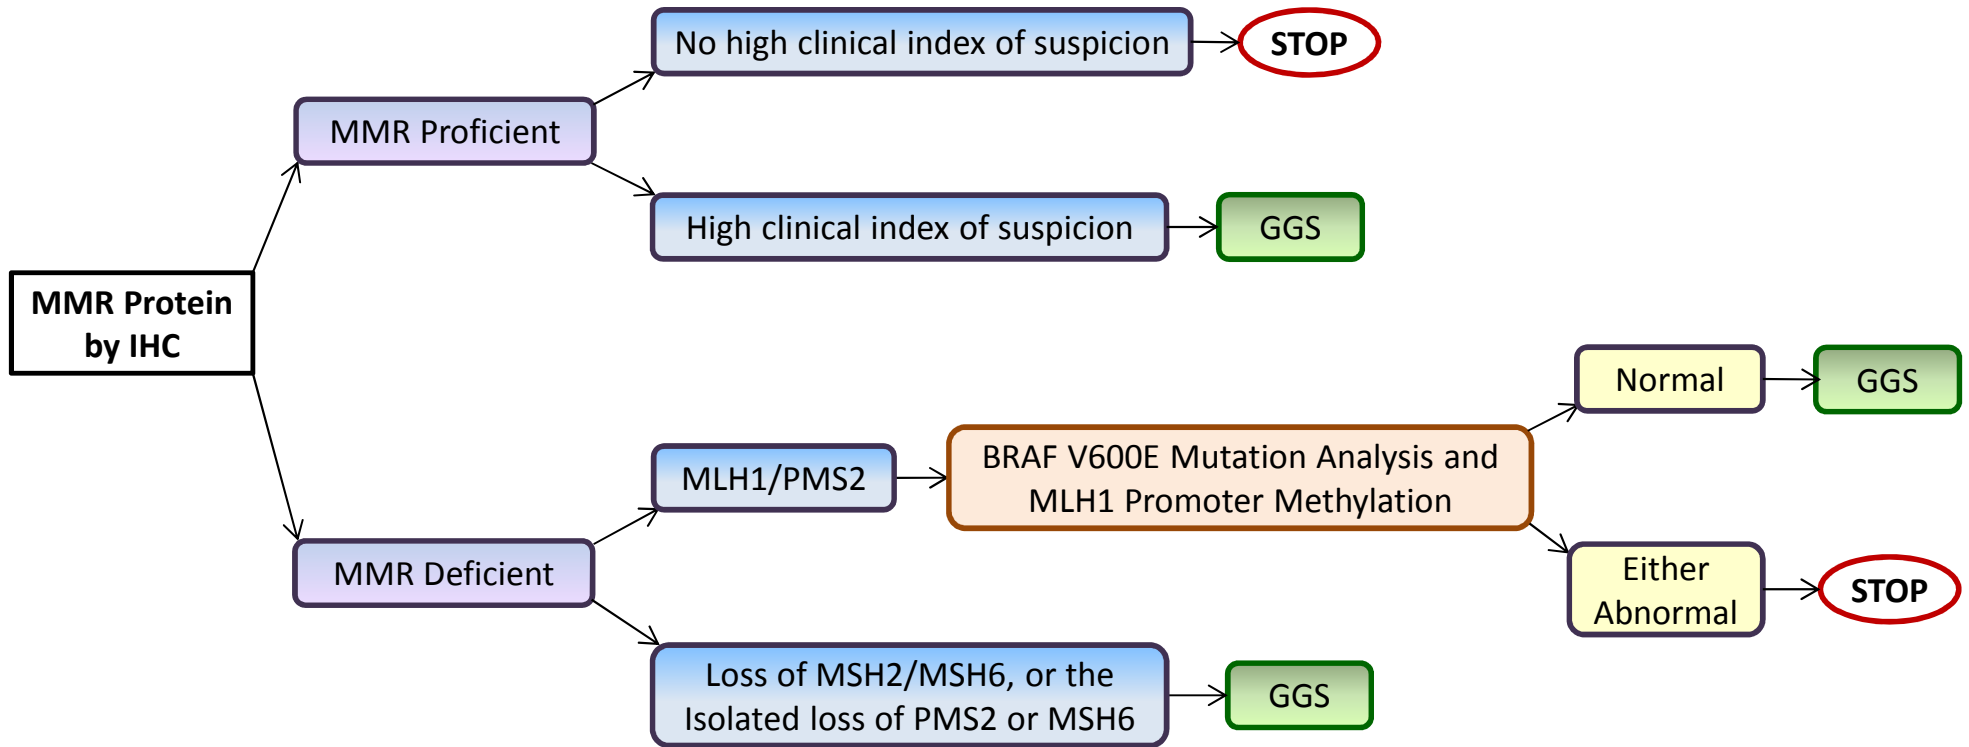 No high clinical index of suspicion
STOP
MMR Proficient
High clinical index of suspicion
GGS
MMR Protein
by IHC
Normal
GGS
MLH1/PMS2
BRAF V600E Mutation Analysis and
MLH1 Promoter Methylation
MMR Deficient
Either
Abnormal
STOP
Loss of MSH2/MSH6, or the
Isolated loss of PMS2 or MSH6
GGS